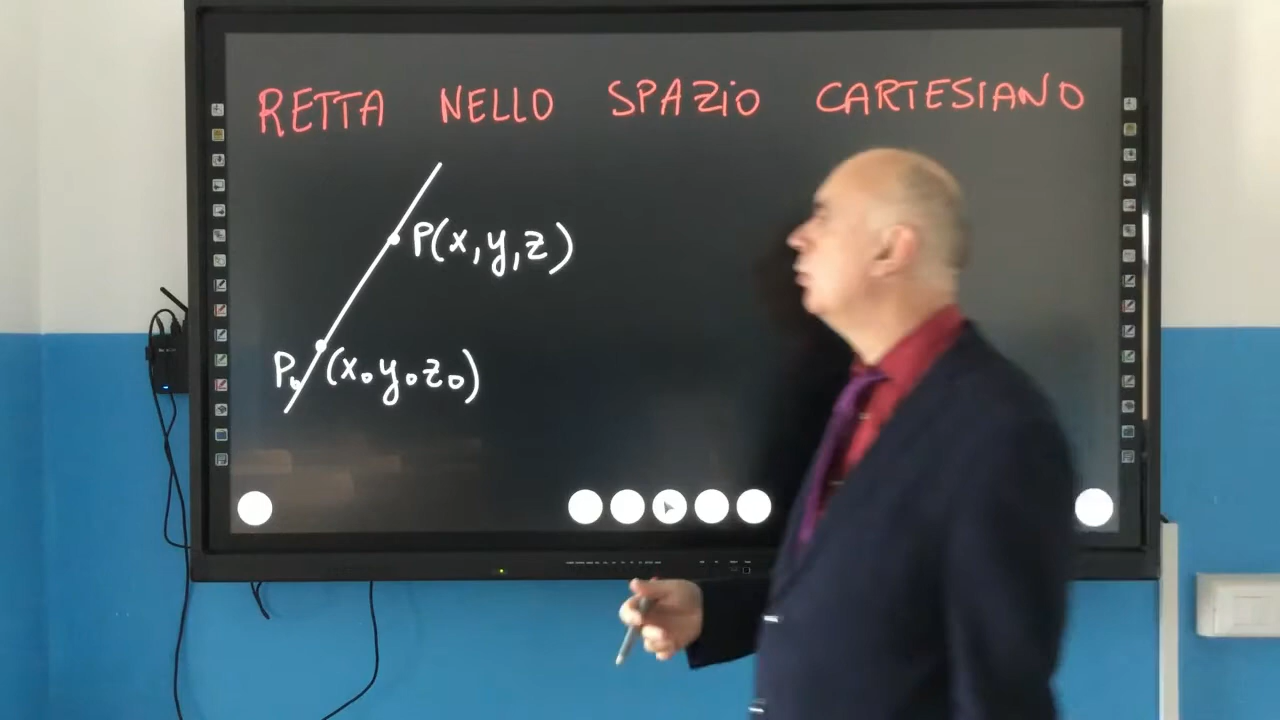 RETTA NELLO SPAZIO CARTESIANO
P(x,y,z)
P₀(x₀y₀z₀)